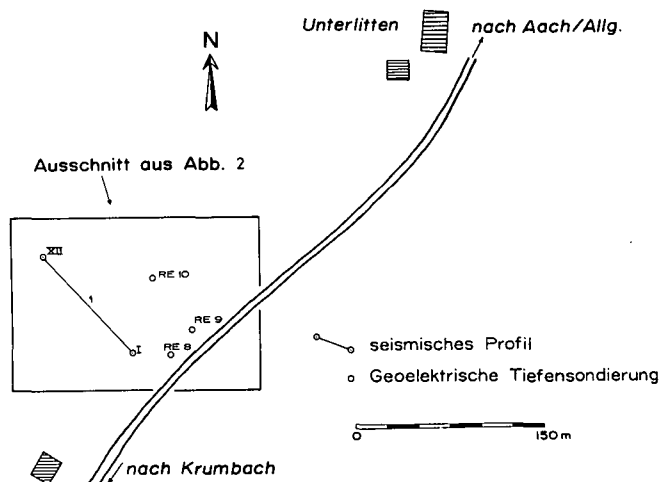 Unterlitten
nach Aach/Allg.
N
Ausschnitt aus Abb. 2
XII
RE 10
1
RE 9
I
RE 8
seismisches Profil
Geoelektrische Tiefensondierung
0 150 m
nach Krumbach